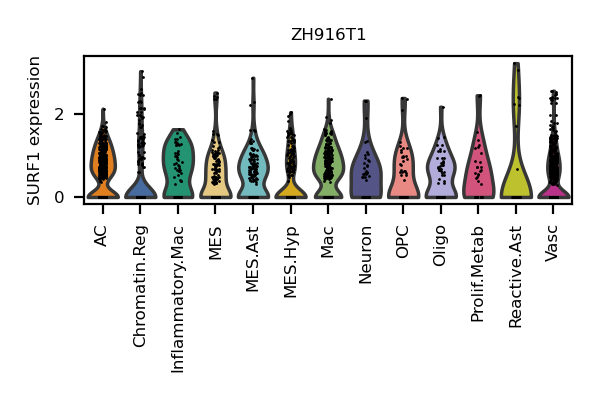 ZH916T1
SURF1 expression
2
0
AC
Chromatin.Reg
Inflammatory.Mac
MES
MES.Ast
MES.Hyp
Mac
Neuron
OPC
Oligo
Prolif.Metab
Reactive.Ast
Vasc